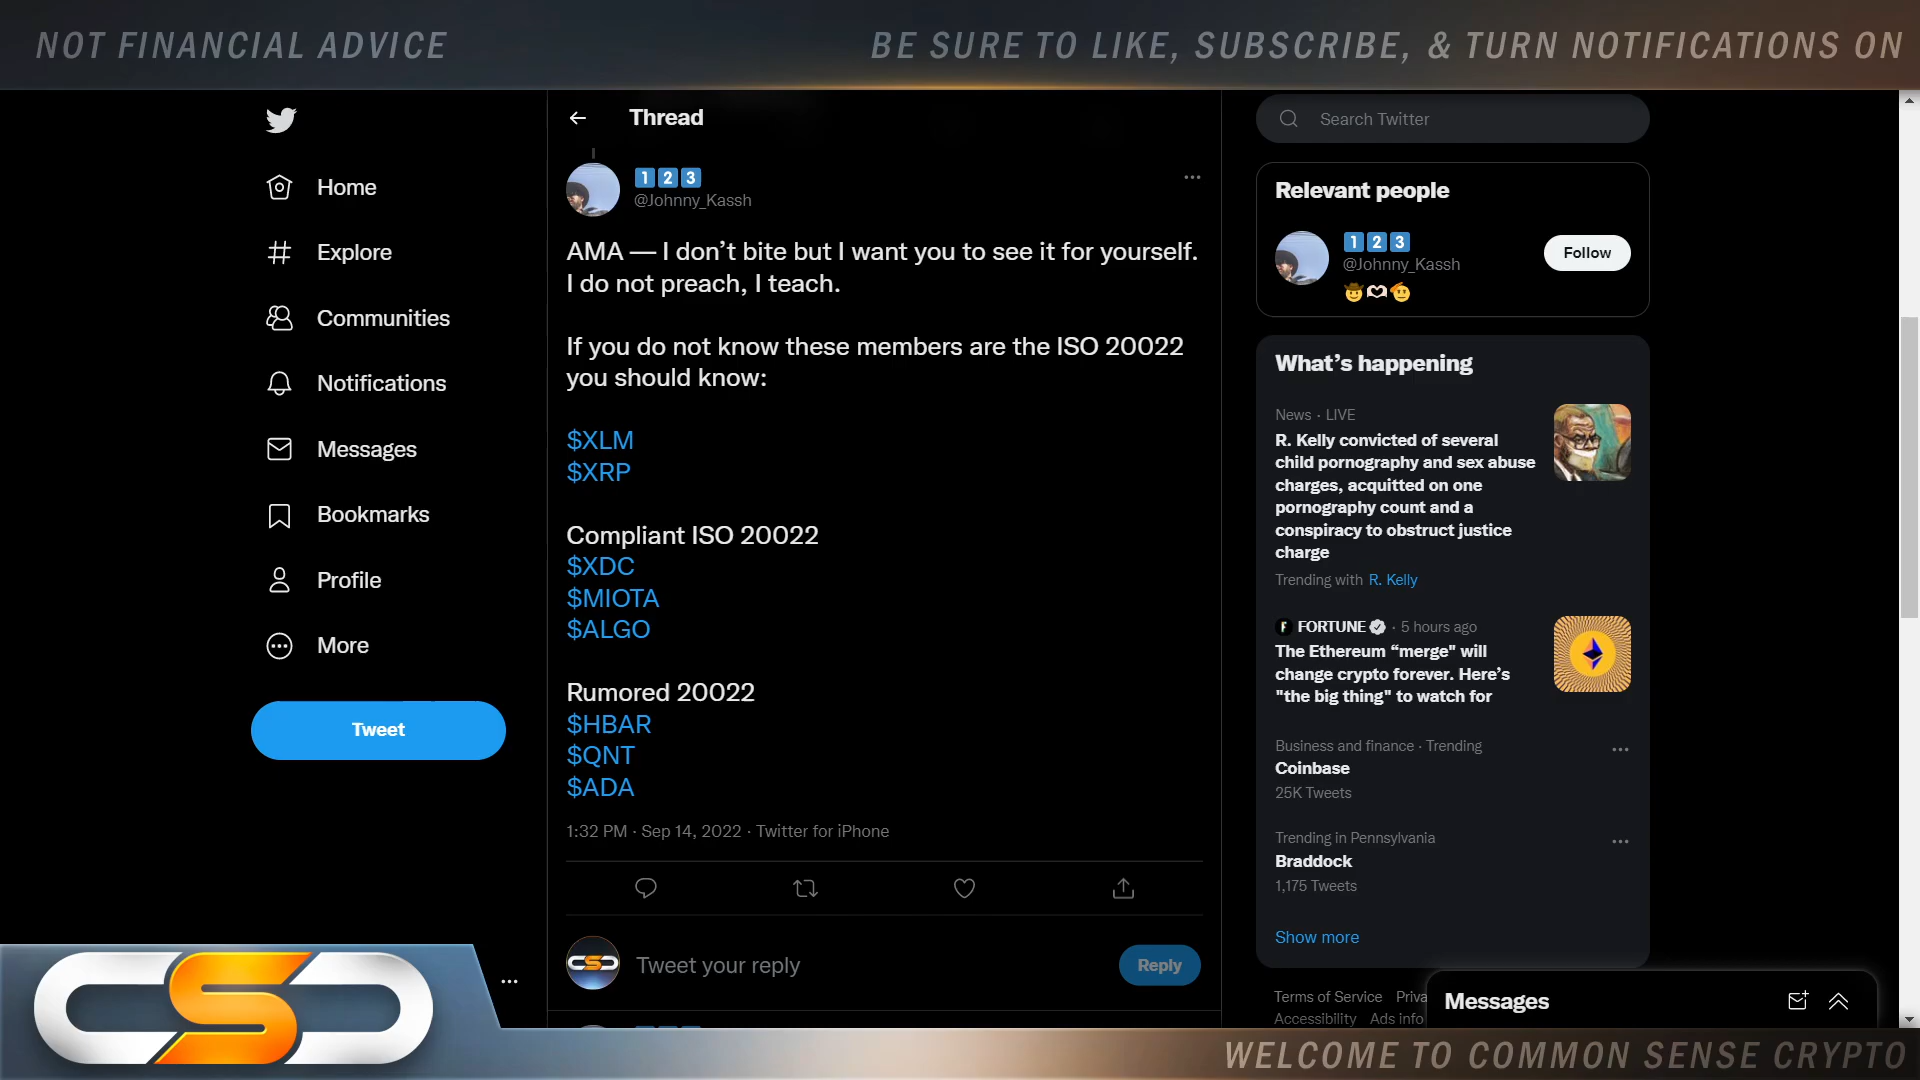 NOT FINANCIAL ADVICE
BE SURE TO LIKE, SUBSCRIBE, & TURN NOTIFICATIONS ON
Home
Explore
Communities
Notifications
Messages
Bookmarks
Profile
More
Tweet
Thread
1 2 3
@Johnny_Kassh
AMA — I don’t bite but I want you to see it for yourself.
I do not preach, I teach.
If you do not know these members are the ISO 20022
you should know:
$XLM
$XRP
Compliant ISO 20022
$XDC
$MIOTA
$ALGO
Rumored 20022
$HBAR
$QNT
$ADA
1:32 PM · Sep 14, 2022 · Twitter for iPhone
Tweet your reply
Reply
Search Twitter
Relevant people
1 2 3
@Johnny_Kassh
Follow
What’s happening
News · LIVE
R. Kelly convicted of several
child pornography and sex abuse
charges, acquitted on one
pornography count and a
conspiracy to obstruct justice
charge
Trending with R. Kelly
FORTUNE · 5 hours ago
The Ethereum “merge" will
change crypto forever. Here’s
"the big thing" to watch for
Business and finance · Trending
Coinbase
25K Tweets
Trending in Pennsylvania
Braddock
1,175 Tweets
Show more
Terms of Service Priva
Accessibility Ads info
Messages
CSC
WELCOME TO COMMON SENSE CRYPTO